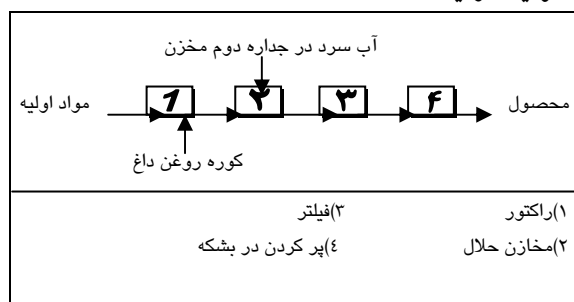 آب سرد در جداره دوم مخزن
مواد اولیه ۱ ۲ ۳ ۴ محصول
کوره روغن داغ
۱)راکتور ۳)فیلتر
۲)مخازن حلال ٤)پر کردن در بشکه